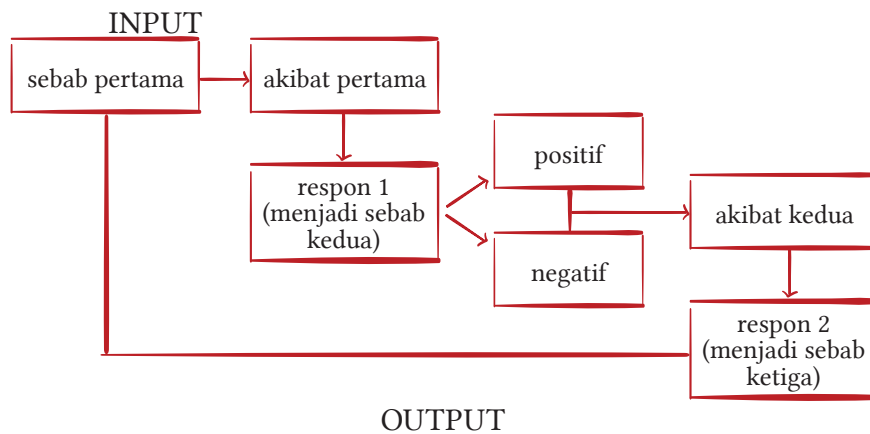 INPUT
sebab pertama
akibat pertama
respon 1
(menjadi sebab
kedua)
positif
negatif
akibat kedua
respon 2
(menjadi sebab
ketiga)
OUTPUT